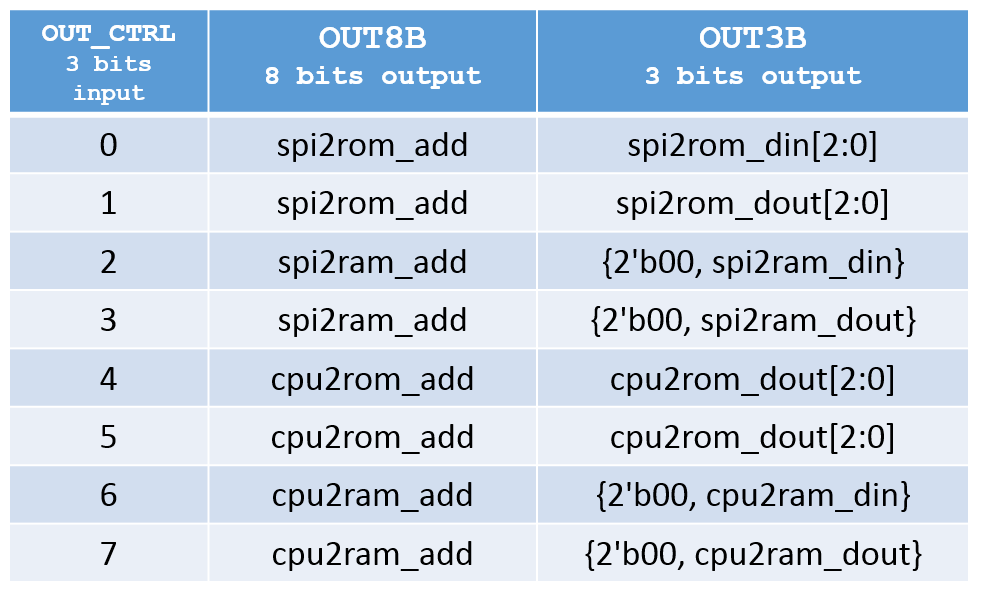 OUT_CTRL
3 bits
input
OUT8B
8 bits output
OUT3B
3 bits output
0 spi2rom_add spi2rom_din[2:0]
1 spi2rom_add spi2rom_dout[2:0]
2 spi2ram_add {2'b00, spi2ram_din}
3 spi2ram_add {2'b00, spi2ram_dout}
4 cpu2rom_add cpu2rom_dout[2:0]
5 cpu2rom_add cpu2rom_dout[2:0]
6 cpu2ram_add {2'b00, cpu2ram_din}
7 cpu2ram_add {2'b00, cpu2ram_dout}